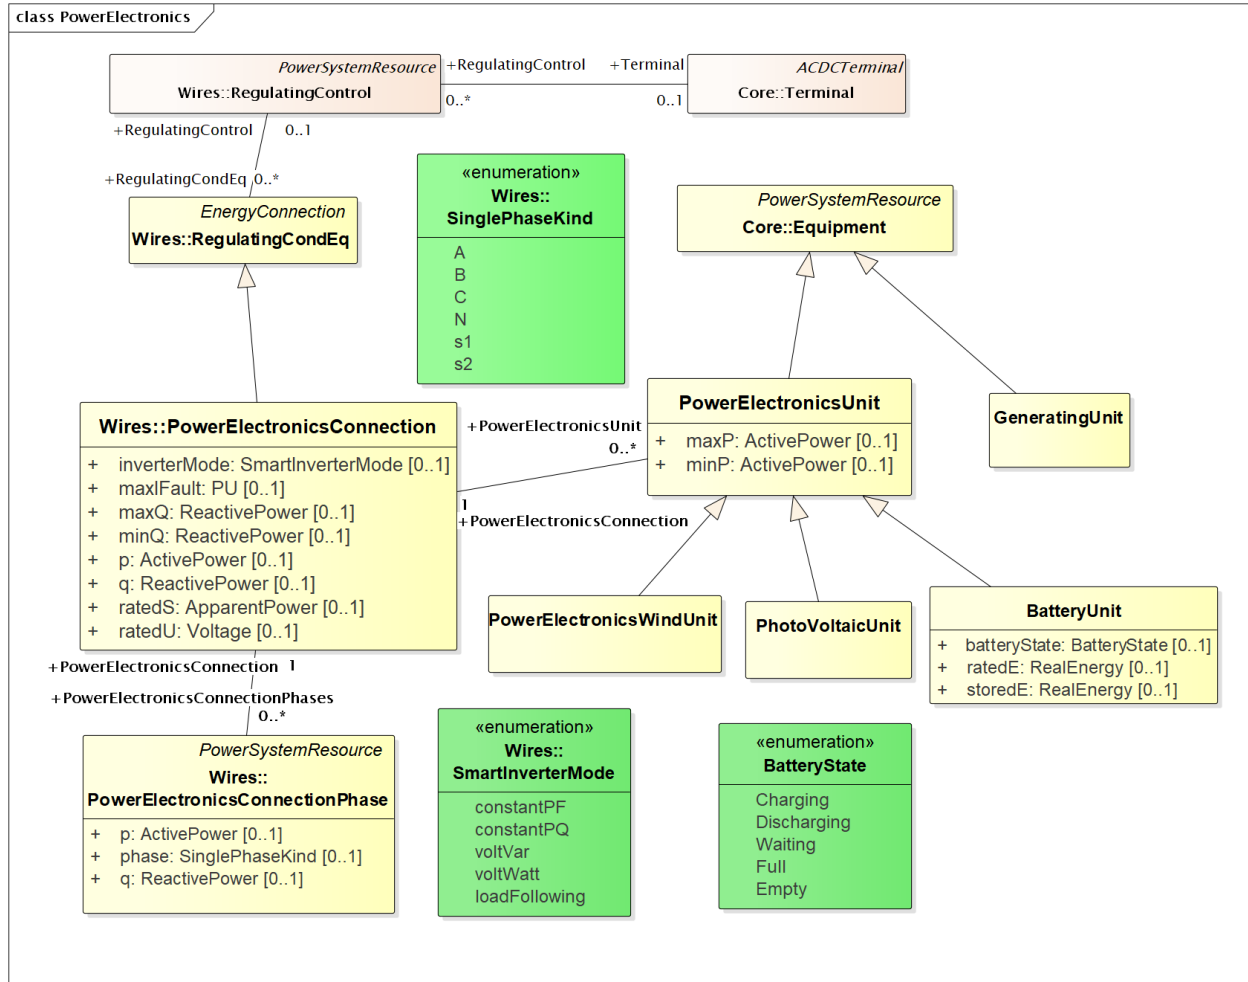 class PowerElectronics
PowerSystemResource
Wires::RegulatingControl
+RegulatingControl
+Terminal
0..*
0..1
ACDCTerminal
Core::Terminal
+RegulatingControl
0..1
+RegulatingCondEq
0..*
EnergyConnection
Wires::RegulatingCondEq
«enumeration»
Wires::
SinglePhaseKind
A
B
C
N
s1
s2
PowerSystemResource
Core::Equipment
Wires::PowerElectronicsConnection
+ inverterMode: SmartInverterMode [0..1]
+ maxIFault: PU [0..1]
+ maxQ: ReactivePower [0..1]
+ minQ: ReactivePower [0..1]
+ p: ActivePower [0..1]
+ q: ReactivePower [0..1]
+ ratedS: ApparentPower [0..1]
+ ratedU: Voltage [0..1]
+PowerElectronicsUnit
0..*
1
+PowerElectronicsConnection
PowerElectronicsUnit
+ maxP: ActivePower [0..1]
+ minP: ActivePower [0..1]
GeneratingUnit
PowerElectronicsWindUnit
PhotoVoltaicUnit
BatteryUnit
+ batteryState: BatteryState [0..1]
+ ratedE: RealEnergy [0..1]
+ storedE: RealEnergy [0..1]
+PowerElectronicsConnection 1
+PowerElectronicsConnectionPhases
0..*
PowerSystemResource
Wires::
PowerElectronicsConnectionPhase
+ p: ActivePower [0..1]
+ phase: SinglePhaseKind [0..1]
+ q: ReactivePower [0..1]
«enumeration»
Wires::
SmartInverterMode
constantPF
constantPQ
voltVar
voltWatt
loadFollowing
«enumeration»
BatteryState
Charging
Discharging
Waiting
Full
Empty